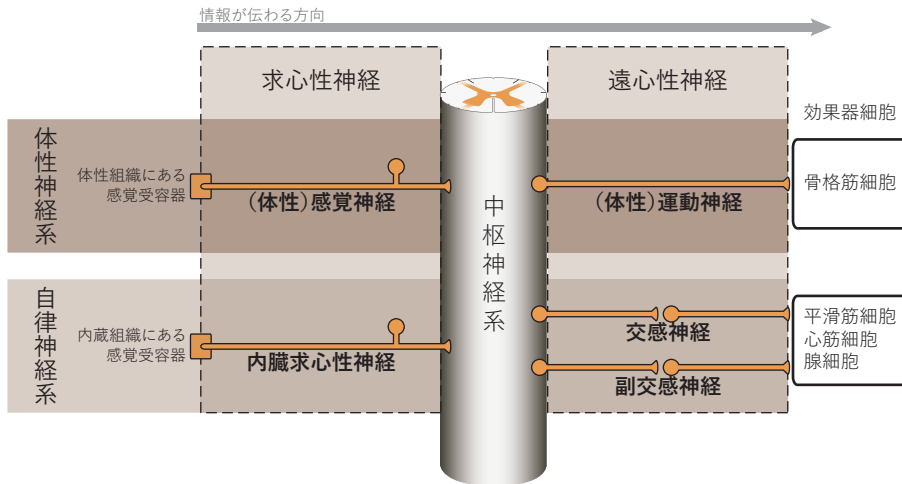 情報が伝わる方向
求心性神経
遠心性神経
効果器細胞
体性神経系
体性組織にある
感覚受容器
(体性)感覚神経
中枢神経系
(体性)運動神経
骨格筋細胞
自律神経系
内蔵組織にある
感覚受容器
内臓求心性神経
交感神経
副交感神経
平滑筋細胞
心筋細胞
腺細胞